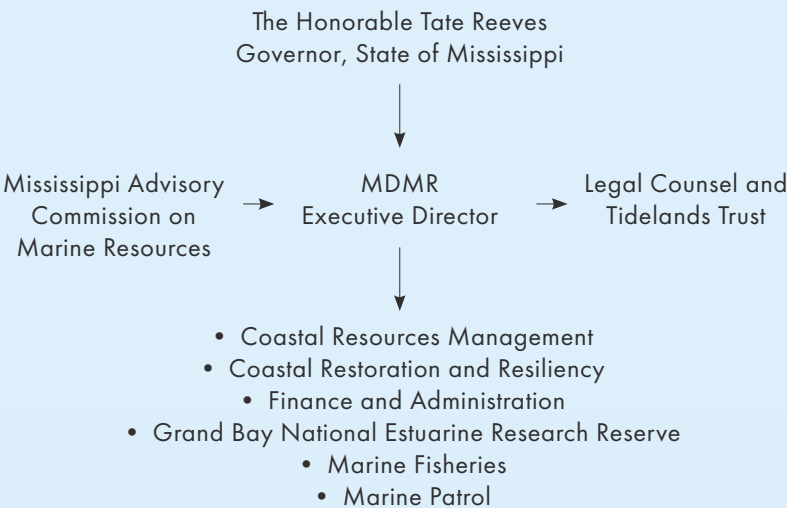 The Honorable Tate Reeves
Governor, State of Mississippi
Mississippi Advisory
Commission on
Marine Resources
MDMR
Executive Director
Legal Counsel and
Tidelands Trust
• Coastal Resources Management
• Coastal Restoration and Resiliency
• Finance and Administration
• Grand Bay National Estuarine Research Reserve
• Marine Fisheries
• Marine Patrol